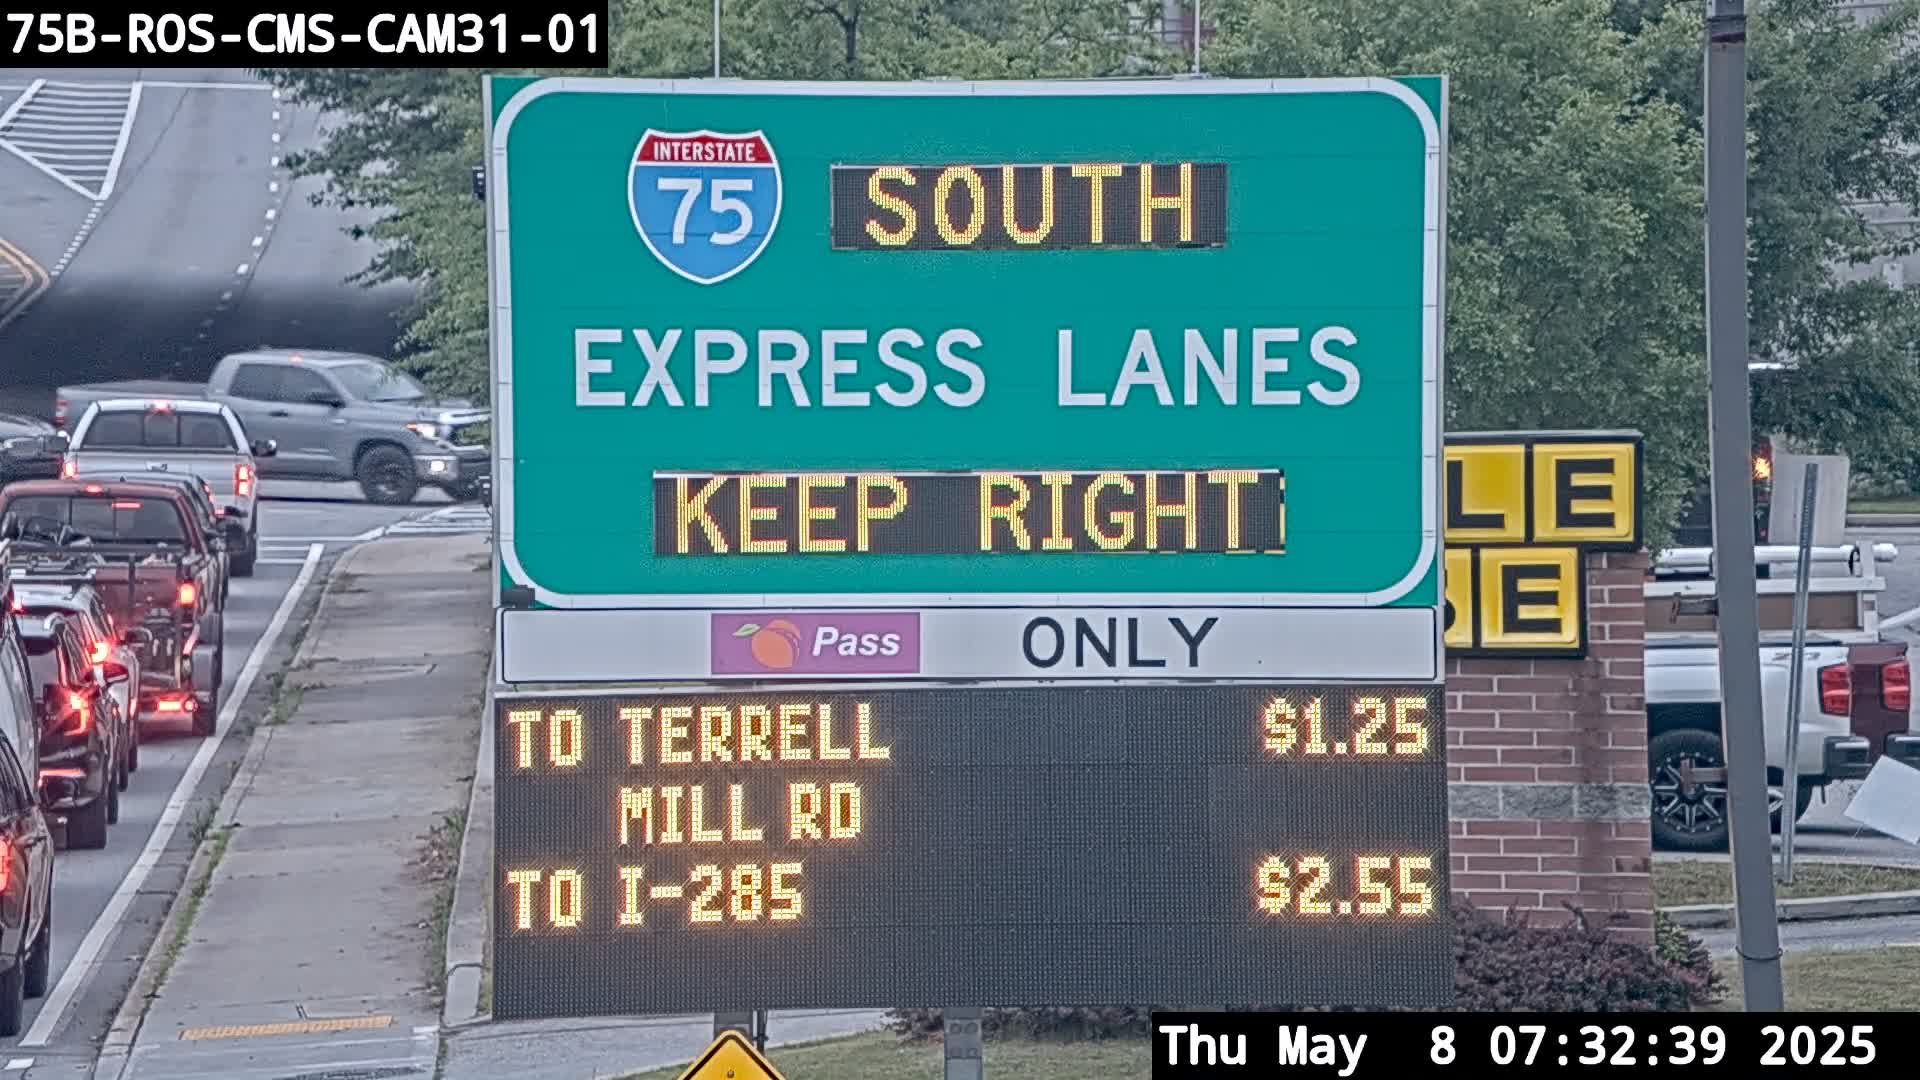 75B-ROS-CMS-CAM31-01
INTERSTATE
75
SOUTH
EXPRESS LANES
KEEP RIGHT
LE
E
Pass ONLY
TO TERRELL $1.25
MILL RD
TO I-285 $2.55
Thu May 8 07:32:39 2025